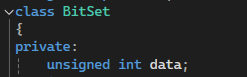 class BitSet
{
private:
    unsigned int data;